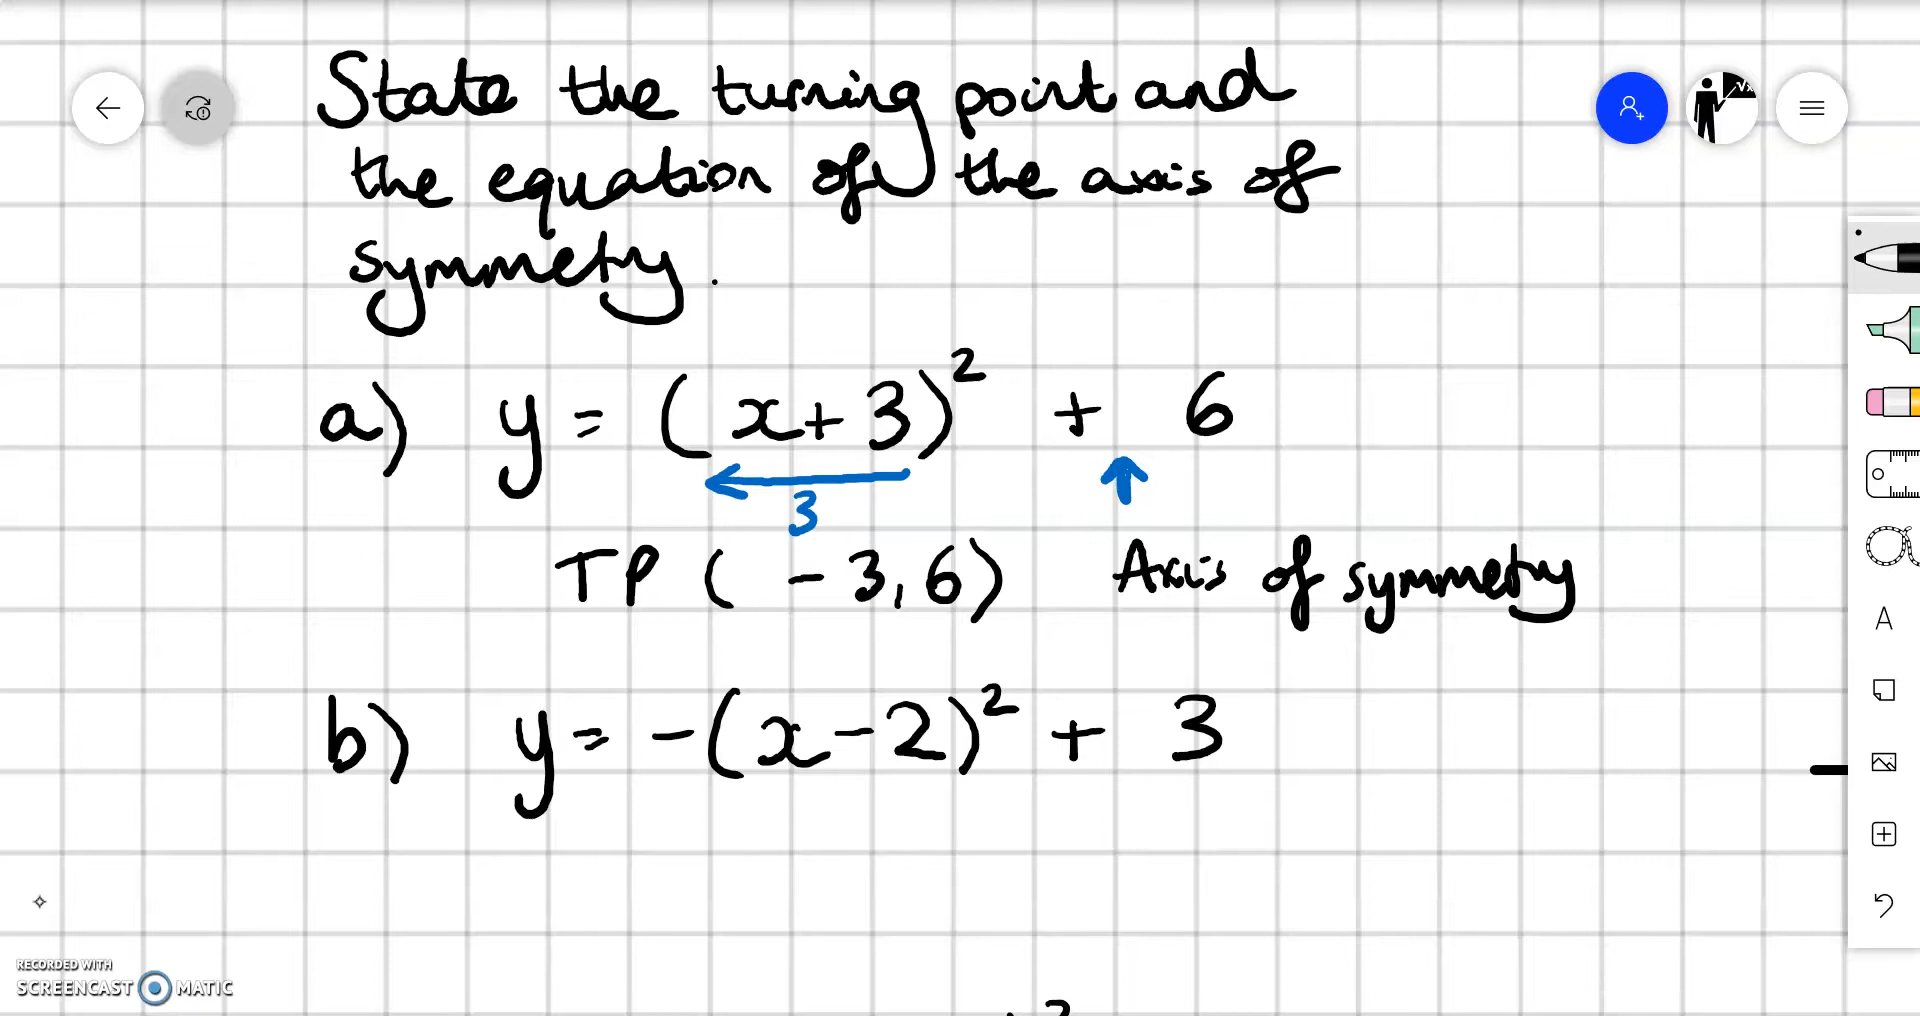 State the turning point and
the equation of the axis of
symmetry.
a) y = (x + 3)² + 6
3
TP (-3, 6) Axis of symmetry
b) y = -(x - 2)² + 3
A
RECORDED WITH
SCREENCAST MATIC